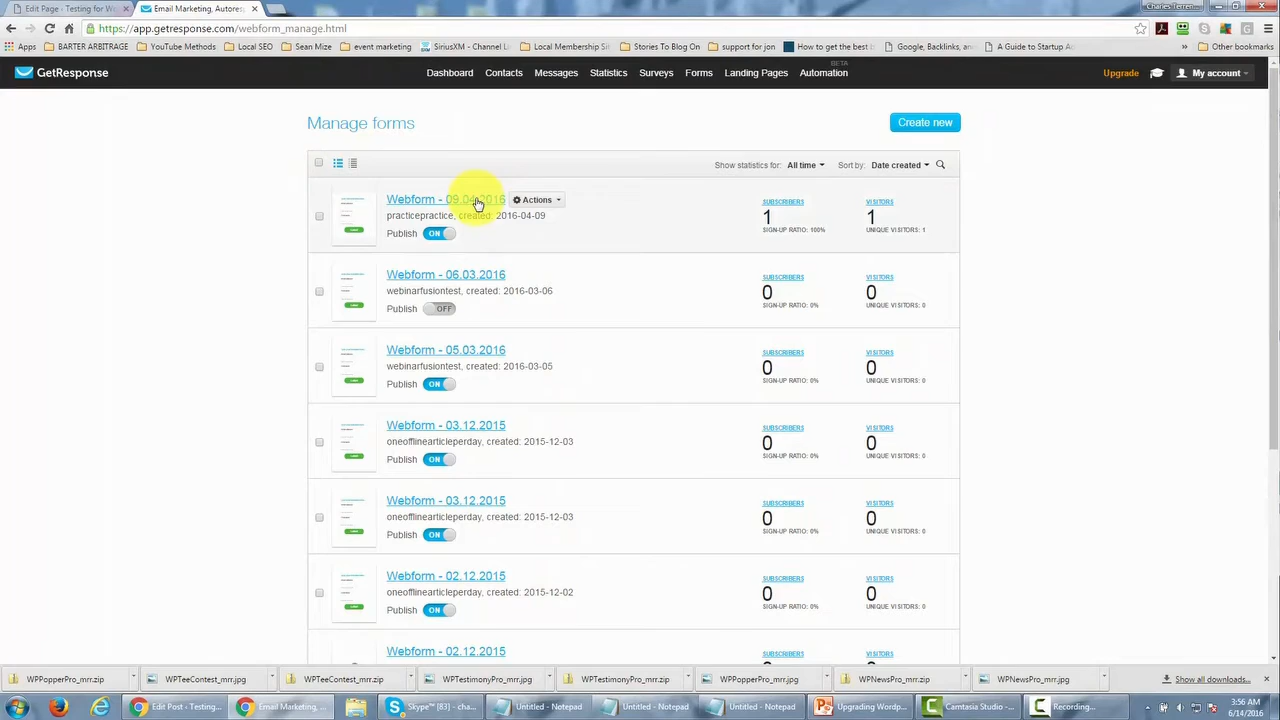 Edit Page - Testing for W
Email Marketing, Autores
Charles Terren...
https://app.getresponse.com/webform_manage.html
Apps
BARTER ARBITRAGE
YouTube Methods
Local SEO
Sean Mize
event marketing
SiriusXM - Channel L
Local Membership Sit
Stories To Blog On
support for jon
How to get the best
Google, Backlinks, an
A Guide to Startup A
»
Other bookmarks
GetResponse
Dashboard
Contacts
Messages
Statistics
Surveys
Forms
Landing Pages
BETA
Automation
Upgrade
My account
Manage forms
Create new
Show statistics for: All time
Sort by: Date created
Webform - 09.04.2016
Actions
practicepractice, created: 2016-04-09
Publish ON
SUBSCRIBERS
1
SIGN-UP RATIO: 100%
VISITORS
1
UNIQUE VISITORS: 1
Webform - 06.03.2016
webinarfusiontest, created: 2016-03-06
Publish OFF
SUBSCRIBERS
0
SIGN-UP RATIO: 0%
VISITORS
0
UNIQUE VISITORS: 0
Webform - 05.03.2016
webinarfusiontest, created: 2016-03-05
Publish ON
SUBSCRIBERS
0
SIGN-UP RATIO: 0%
VISITORS
0
UNIQUE VISITORS: 0
Webform - 03.12.2015
oneofflinearticleperday, created: 2015-12-03
Publish ON
SUBSCRIBERS
0
SIGN-UP RATIO: 0%
VISITORS
0
UNIQUE VISITORS: 0
Webform - 03.12.2015
oneofflinearticleperday, created: 2015-12-03
Publish ON
SUBSCRIBERS
0
SIGN-UP RATIO: 0%
VISITORS
0
UNIQUE VISITORS: 0
Webform - 02.12.2015
oneofflinearticleperday, created: 2015-12-02
Publish ON
SUBSCRIBERS
0
SIGN-UP RATIO: 0%
VISITORS
0
UNIQUE VISITORS: 0
Webform - 02.12.2015
SUBSCRIBERS
VISITORS
WPPopperPro_mrr.zip
WPTeeContest_mrr.jpg
WPTeeContest_mrr.zip
WPTestimonyPro_mrr.jpg
WPTestimonyPro_mrr.zip
WPPopperPro_mrr.jpg
WPNewsPro_mrr.zip
WPNewsPro_mrr.jpg
Show all downloads...
Edit Post - Testing...
Email Marketing, ...
Skype™ [83] - cha...
Untitled - Notepad
Untitled - Notepad
Untitled - Notepad
Upgrading Wordp...
Camtasia Studio -...
Recording...
3:56 AM
6/14/2016